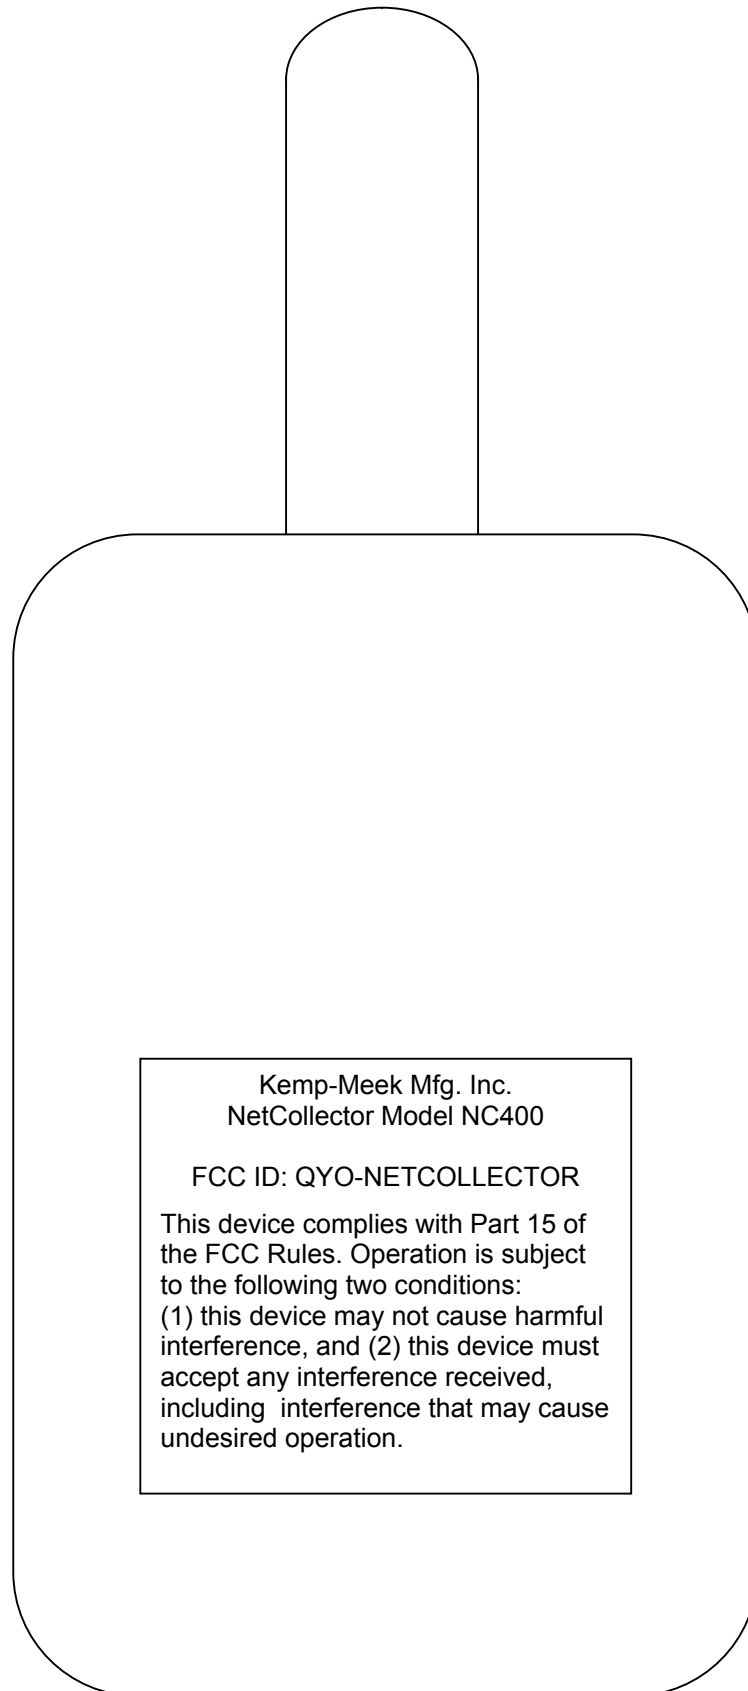 Kemp-Meek Mfg. Inc.
NetCollector Model NC400
FCC ID: QYO-NETCOLLECTOR
This device complies with Part 15 of
the FCC Rules. Operation is subject
to the following two conditions:
(1) this device may not cause harmful
interference, and (2) this device must
accept any interference received,
including  interference that may cause
undesired operation.